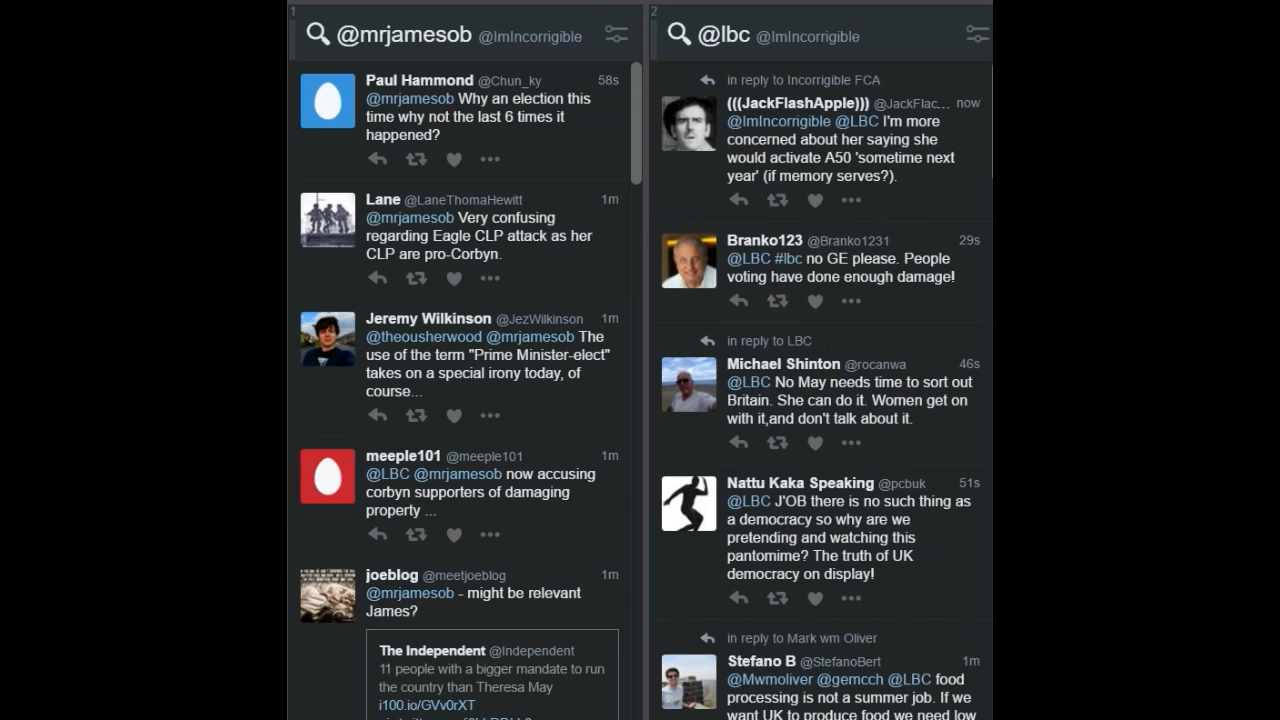 1
@mrjamesob @ImIncorrigible
Paul Hammond @Chun_ky 58s
@mrjamesob Why an election this
time why not the last 6 times it
happened?
Lane @LaneThomaHewitt 1m
@mrjamesob Very confusing
regarding Eagle CLP attack as her
CLP are pro-Corbyn.
Jeremy Wilkinson @JezWilkinson 1m
@theousherwood @mrjamesob The
use of the term "Prime Minister-elect"
takes on a special irony today, of
course...
meeple101 @meeple101 1m
@LBC @mrjamesob now accusing
corbyn supporters of damaging
property ...
joeblog @meetjoeblog 1m
@mrjamesob - might be relevant
James?
The Independent @Independent
11 people with a bigger mandate to run
the country than Theresa May
i100.io/GVv0rXT
2
@lbc @ImIncorrigible
in reply to Incorrigible FCA
(((JackFlashApple))) @JackFlac... now
@ImIncorrigible @LBC I'm more
concerned about her saying she
would activate A50 'sometime next
year' (if memory serves?).
Branko123 @Branko1231 29s
@LBC #lbc no GE please. People
voting have done enough damage!
in reply to LBC
Michael Shinton @rocanwa 46s
@LBC No May needs time to sort out
Britain. She can do it. Women get on
with it,and don't talk about it.
Nattu Kaka Speaking @pcbuk 51s
@LBC J'OB there is no such thing as
a democracy so why are we
pretending and watching this
pantomime? The truth of UK
democracy on display!
in reply to Mark wm Oliver
Stefano B @StefanoBert 1m
@Mwmoliver @gemcch @LBC food
processing is not a summer job. If we
want UK to produce food we need low